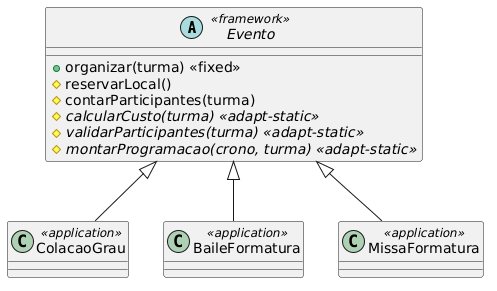 A «framework»
Evento
organizar(turma) «fixed»
reservarLocal()
contarParticipantes(turma)
calcularCusto(turma) «adapt-static»
validarParticipantes(turma) «adapt-static»
montarProgramacao(crono, turma) «adapt-static»
C «application»
ColacaoGrau
C «application»
BaileFormatura
C «application»
MissaFormatura